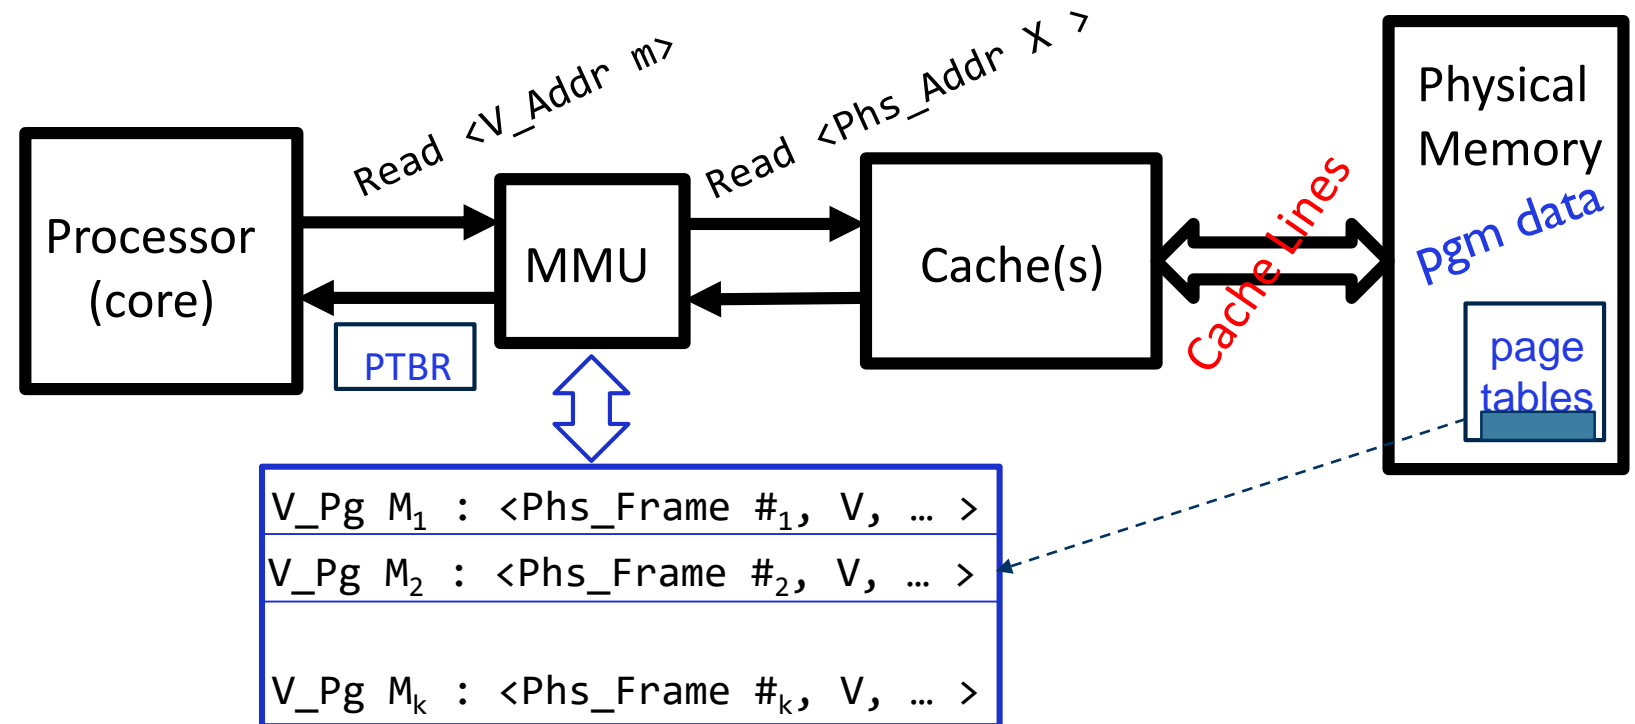 Read <V_Addr m>
Read <Phs_Addr X >
Processor
(core)
MMU
Cache(s)
Cache Lines
Physical
Memory
pgm data
page
tables
PTBR
V_Pg M₁ : <Phs_Frame #₁, V, … >
V_Pg M₂ : <Phs_Frame #₂, V, … >
V_Pg Mₖ : <Phs_Frame #ₖ, V, … >